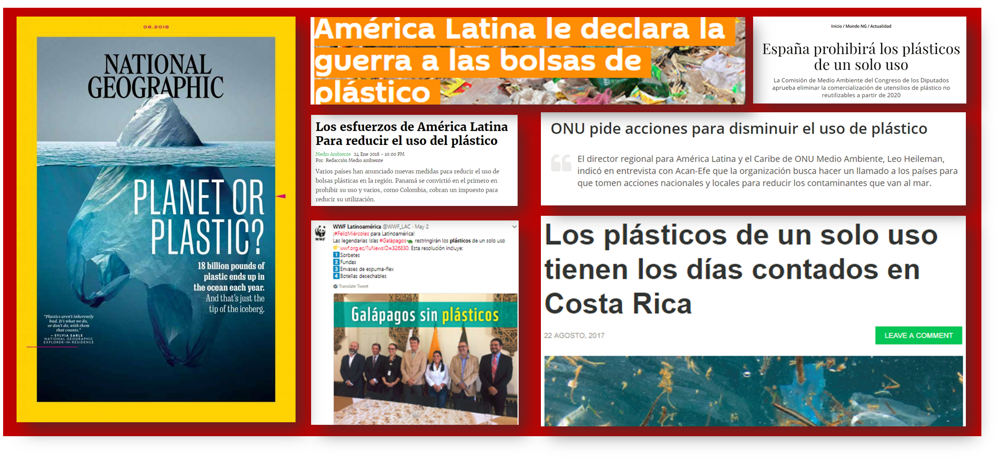 06.2018
NATIONAL
GEOGRAPHIC
PLANET OR
PLASTIC?
18 billion pounds of
plastic ends up in
the ocean each year.
And that's just the
tip of the iceberg.
"Plastics aren't inherently
bad. It's what we do,
or don't do, with them
that counts."
— SYLVIA EARLE
NATIONAL GEOGRAPHIC
EXPLORER-IN-RESIDENCE
América Latina le declara la
guerra a las bolsas de
plástico
Inicio / Mundo NG / Actualidad
España prohibirá los plásticos
de un solo uso
La Comisión de Medio Ambiente del Congreso de los Diputados
aprueba eliminar la comercialización de utensilios de plástico no
reutilizables a partir de 2020
Los esfuerzos de América Latina
Para reducir el uso del plástico
Medio Ambiente 24 Ene 2018 - 10:00 PM
Por: Redacción Medio ambiente
Varios países han anunciado nuevas medidas para reducir el uso de
bolsas plásticas en la región. Panamá se convirtió en el primero en
prohibir su uso y varios, como Colombia, cobran un impuesto para
reducir su utilización.
ONU pide acciones para disminuir el uso de plástico
El director regional para América Latina y el Caribe de ONU Medio Ambiente, Leo Heileman,
indicó en entrevista con Acan-Efe que la organización busca hacer un llamado a los países para
que tomen acciones nacionales y locales para reducir los contaminantes que van al mar.
WWF
WWF Latinoamérica @WWF_LAC · May 2
¡#FelizMiércoles para Latinoamérica!
Las legendarias Islas #Galápagos🐢 restringirán los plásticos de un solo uso
👉wwf.org.ec/?uNewsID=326830. Esta resolución incluye:
1 Sorbetes
2 Fundas
3 Envases de espuma-flex
4 Botellas desechables
Translate Tweet
Galápagos sin plásticos
Los plásticos de un solo uso
tienen los días contados en
Costa Rica
22 AGOSTO, 2017
LEAVE A COMMENT